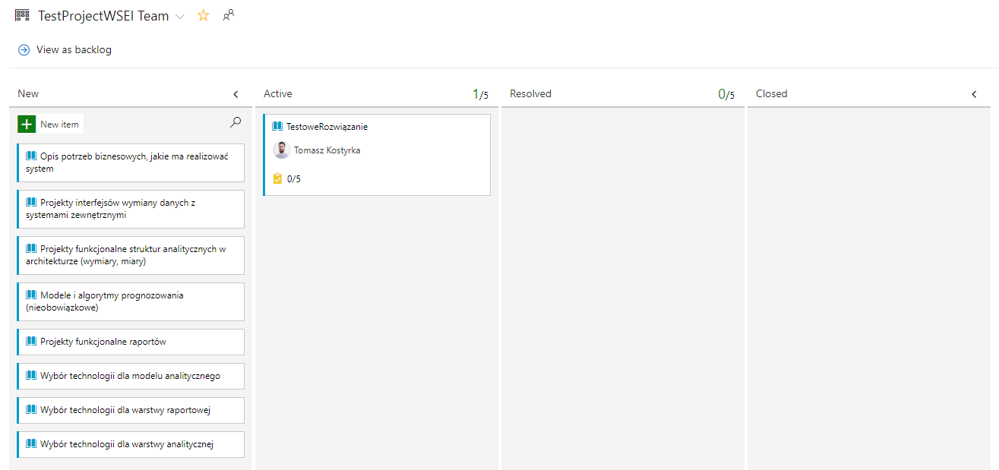 TestProjectWSEI Team
View as backlog
New
Active
1/5
Resolved
0/5
Closed
New item
Opis potrzeb biznesowych, jakie ma realizować
system
Projekty interfejsów wymiany danych z
systemami zewnętrznymi
Projekty funkcjonalne struktur analitycznych w
architekturze (wymiary, miary)
Modele i algorytmy prognozowania
(nieobowiązkowe)
Projekty funkcjonalne raportów
Wybór technologii dla modelu analitycznego
Wybór technologii dla warstwy raportowej
Wybór technologii dla warstwy analitycznej
TestoweRozwiązanie
Tomasz Kostyrka
0/5